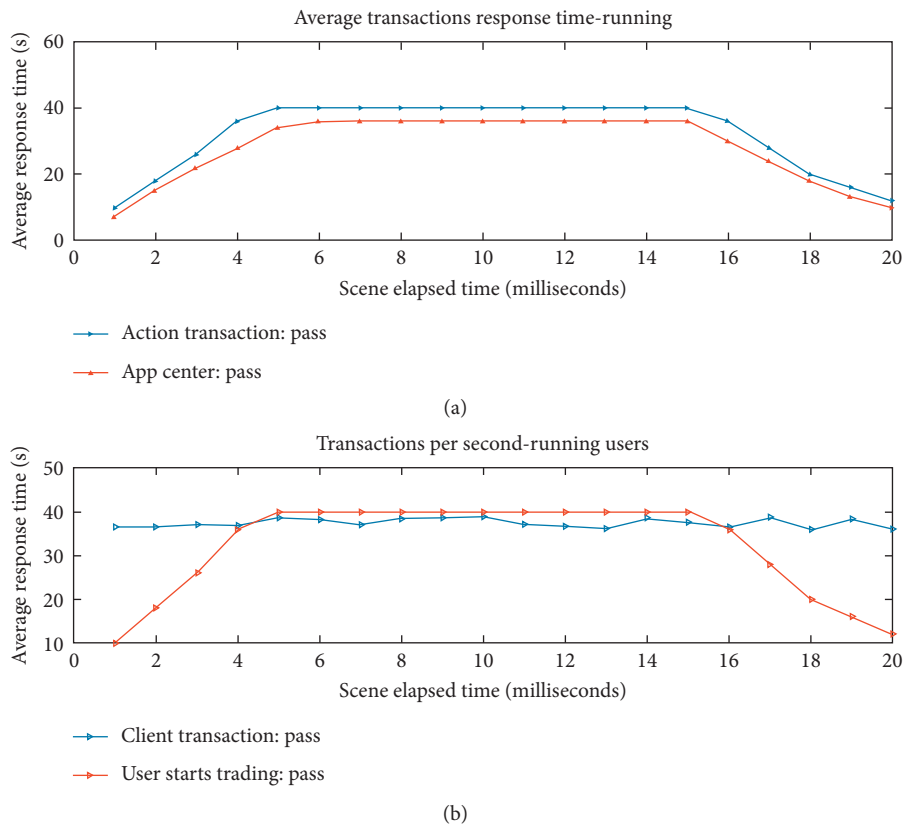 Average transactions response time-running
Average response time (s)
60
40
20
0
0 2 4 6 8 10 12 14 16 18 20
Scene elapsed time (milliseconds)
Action transaction: pass
App center: pass
(a)
Transactions per second-running users
Average response time (s)
50
40
30
20
10
0 2 4 6 8 10 12 14 16 18 20
Scene elapsed time (milliseconds)
Client transaction: pass
User starts trading: pass
(b)